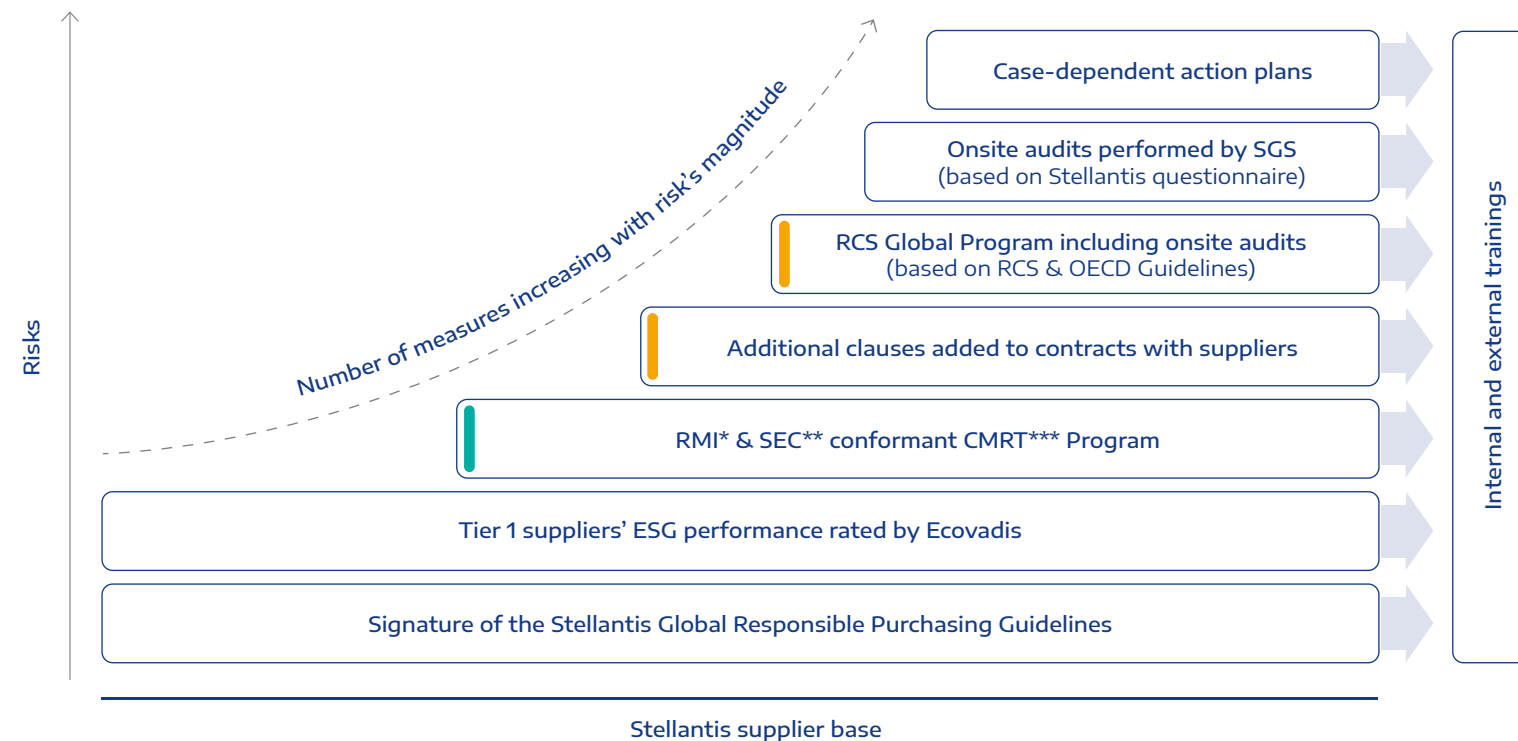 Risks
Number of measures increasing with risk's magnitude
Case-dependent action plans
Onsite audits performed by SGS
(based on Stellantis questionnaire)
RCS Global Program including onsite audits
(based on RCS & OECD Guidelines)
Additional clauses added to contracts with suppliers
RMI* & SEC** conformant CMRT*** Program
Tier 1 suppliers’ ESG performance rated by Ecovadis
Signature of the Stellantis Global Responsible Purchasing Guidelines
Internal and external trainings
Stellantis supplier base